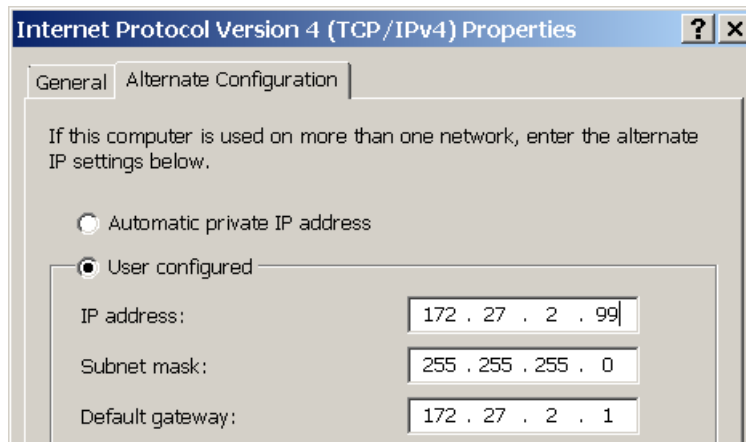 Internet Protocol Version 4 (TCP/IPv4) Properties ? ×
General Alternate Configuration
If this computer is used on more than one network, enter the alternate
IP settings below.
Automatic private IP address
User configured
IP address: 172 . 27 . 2 . 99
Subnet mask: 255 . 255 . 255 . 0
Default gateway: 172 . 27 . 2 . 1